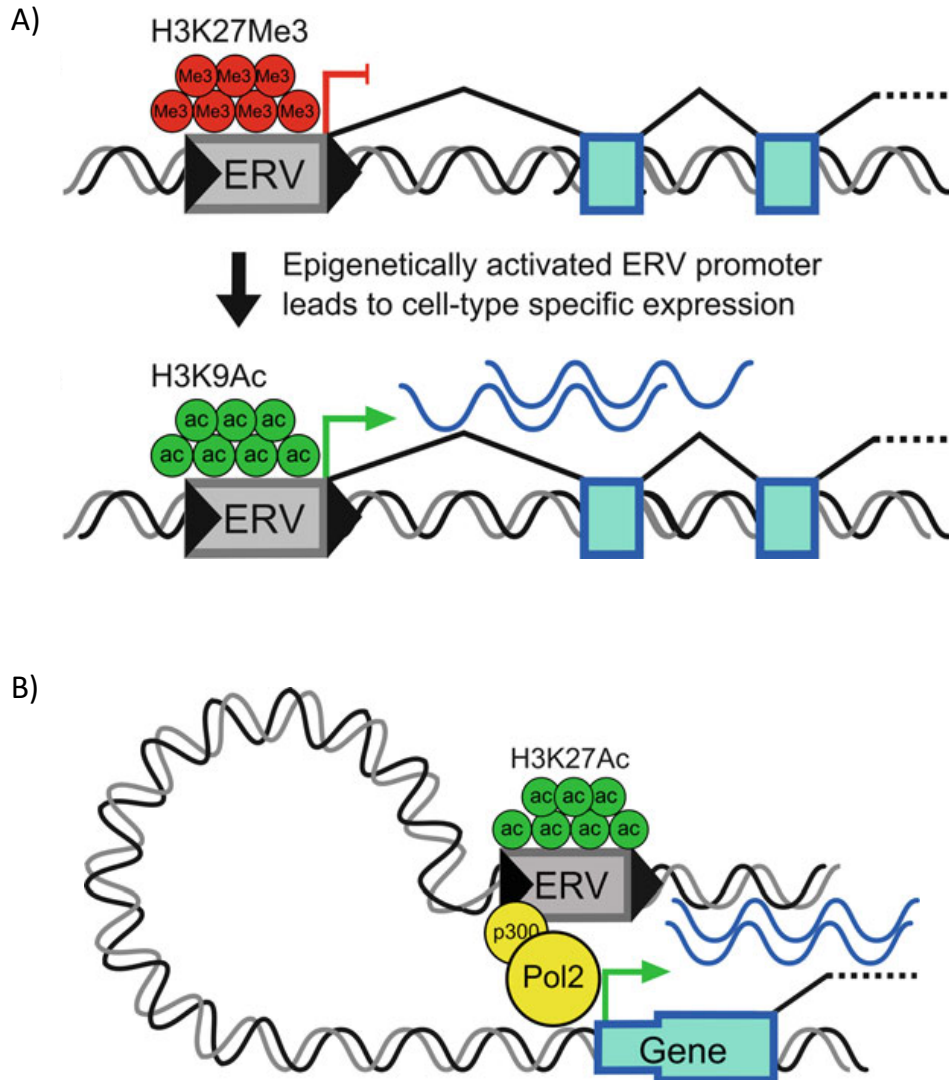 A)
H3K27Me3
Me3 Me3 Me3
Me3 Me3 Me3 Me3
ERV
Epigenetically activated ERV promoter
leads to cell-type specific expression
H3K9Ac
ac ac ac
ac ac ac ac
ERV
B)
H3K27Ac
ac ac ac
ac ac ac ac
ERV
p300
Pol2
Gene